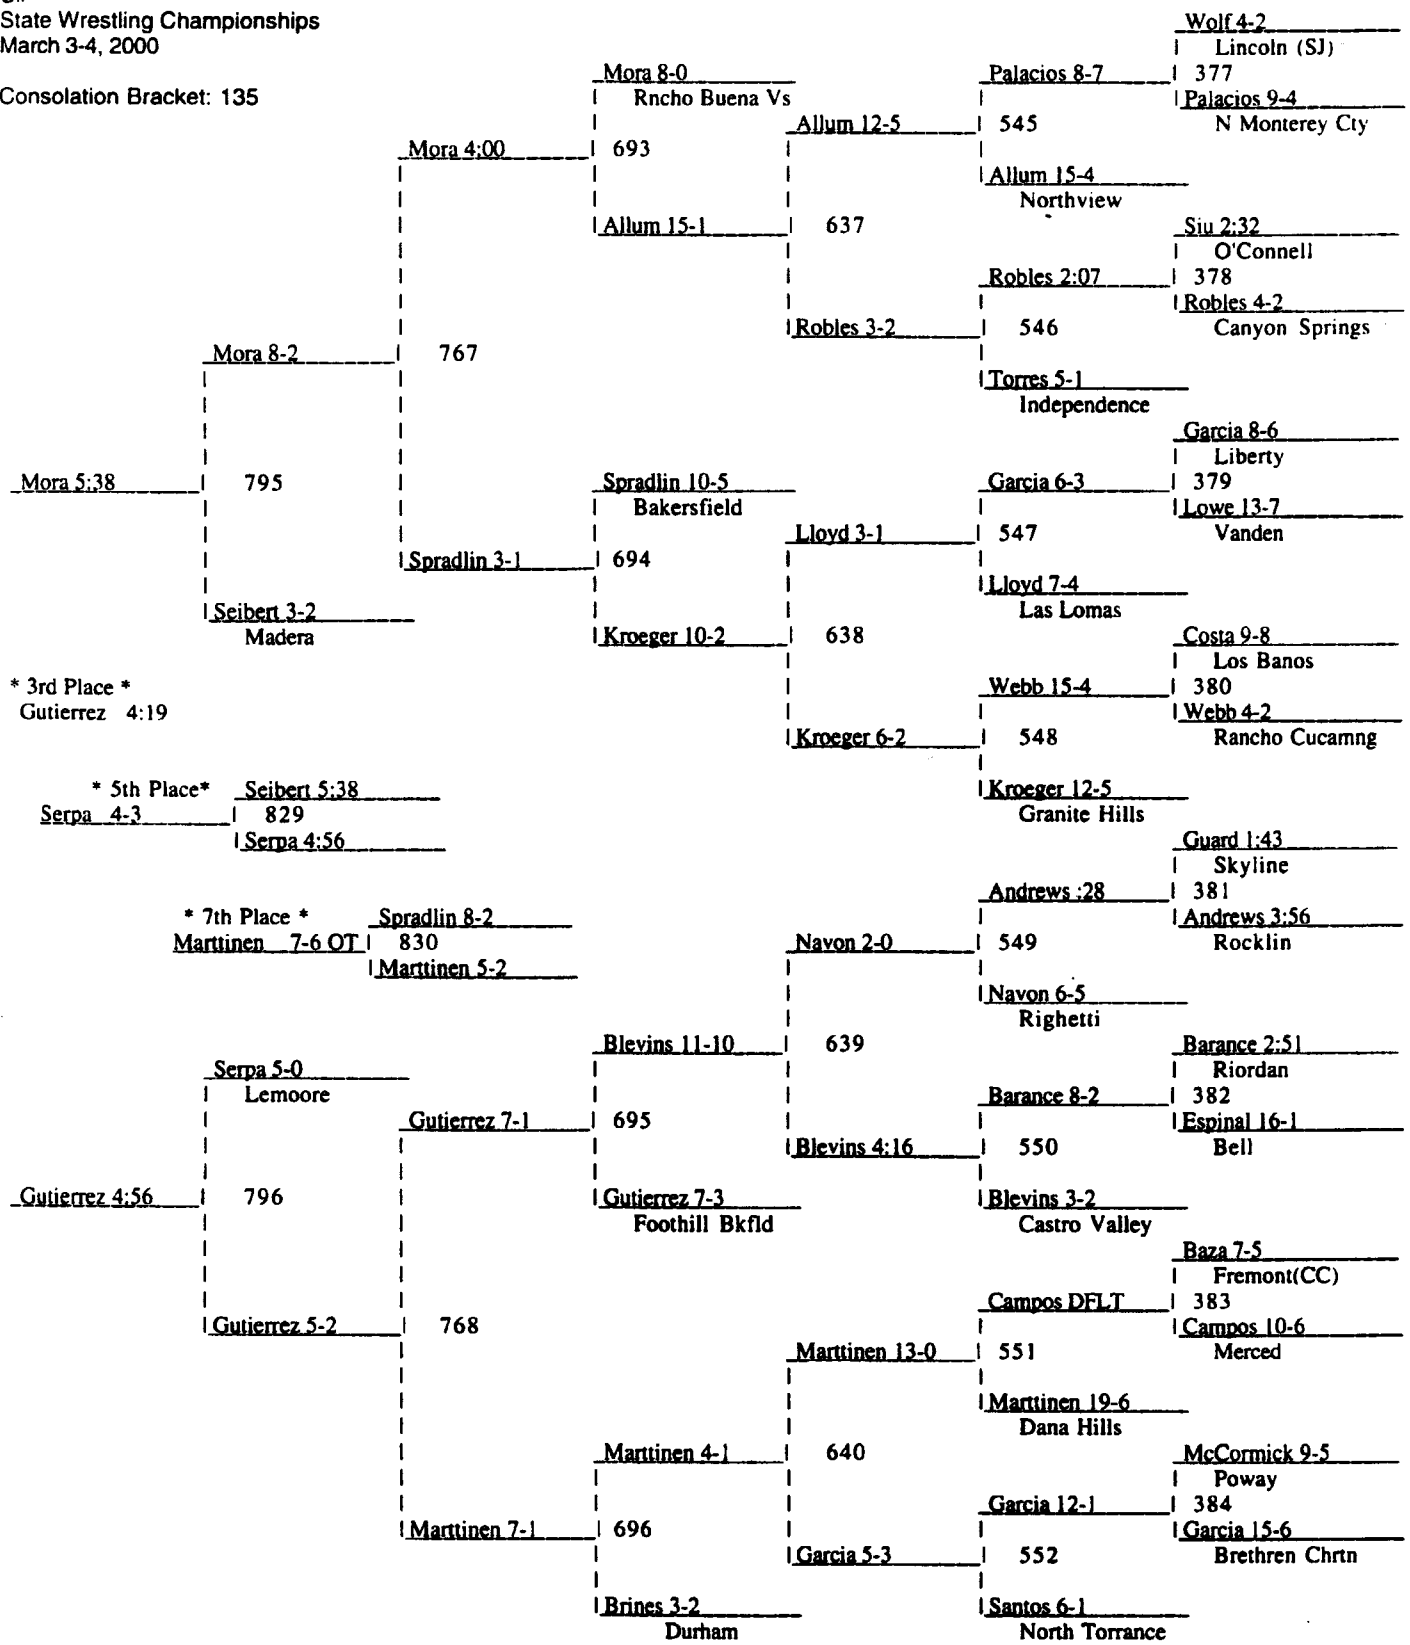 State Wrestling Championships
March 3-4, 2000
Consolation Bracket: 135
Wolf 4-2
Lincoln (SJ)
Palacios 8-7
377
Palacios 9-4
N Monterey Cty
Mora 8-0
Rncho Buena Vs
Allum 12-5
545
Mora 4:00
693
Allum 15-4
Northview
Allum 15-1
637
Siu 2:32
O'Connell
Robles 2:07
378
Robles 4-2
Canyon Springs
Robles 3-2
546
Mora 8-2
767
Torres 5-1
Independence
Garcia 8-6
Liberty
Mora 5:38
795
Spradlin 10-5
Bakersfield
Garcia 6-3
379
Lowe 13-7
Vanden
Lloyd 3-1
547
Spradlin 3-1
694
Lloyd 7-4
Las Lomas
Seibert 3-2
Madera
Kroeger 10-2
638
Costa 9-8
Los Banos
* 3rd Place *
Gutierrez 4:19
Webb 15-4
380
Webb 4-2
Rancho Cucamng
Kroeger 6-2
548
* 5th Place*
Seibert 5:38
Serpa 4-3
829
Serpa 4:56
Kroeger 12-5
Granite Hills
Guard 1:43
Skyline
Andrews :28
381
Andrews 3:56
Rocklin
* 7th Place *
Spradlin 8-2
Marttinen 7-6 OT
830
Marttinen 5-2
Navon 2-0
549
Navon 6-5
Righetti
Blevins 11-10
639
Barance 2:51
Riordan
Serpa 5-0
Lemoore
Barance 8-2
382
Espinal 16-1
Bell
Gutierrez 7-1
695
Blevins 4:16
550
Gutierrez 4:56
796
Gutierrez 7-3
Foothill Bkfld
Blevins 3-2
Castro Valley
Baza 7-5
Fremont(CC)
Campos DFLT
383
Campos 10-6
Merced
Gutierrez 5-2
768
Marttinen 13-0
551
Marttinen 19-6
Dana Hills
Marttinen 4-1
640
McCormick 9-5
Poway
Garcia 12-1
384
Garcia 15-6
Brethren Chrtn
Marttinen 7-1
696
Garcia 5-3
552
Brines 3-2
Durham
Santos 6-1
North Torrance